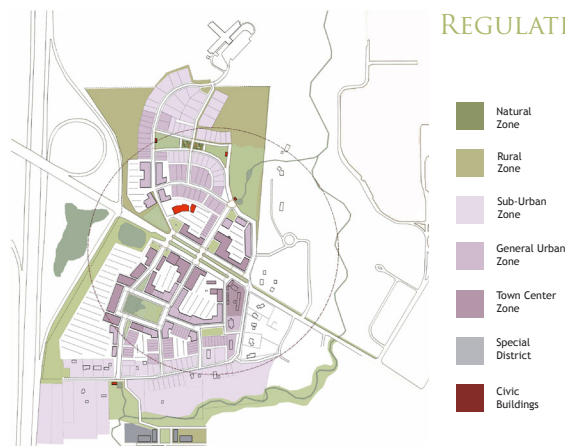 REGULATI
Natural
Zone
Rural
Zone
Sub-Urban
Zone
General Urban
Zone
Town Center
Zone
Special
District
Civic
Buildings